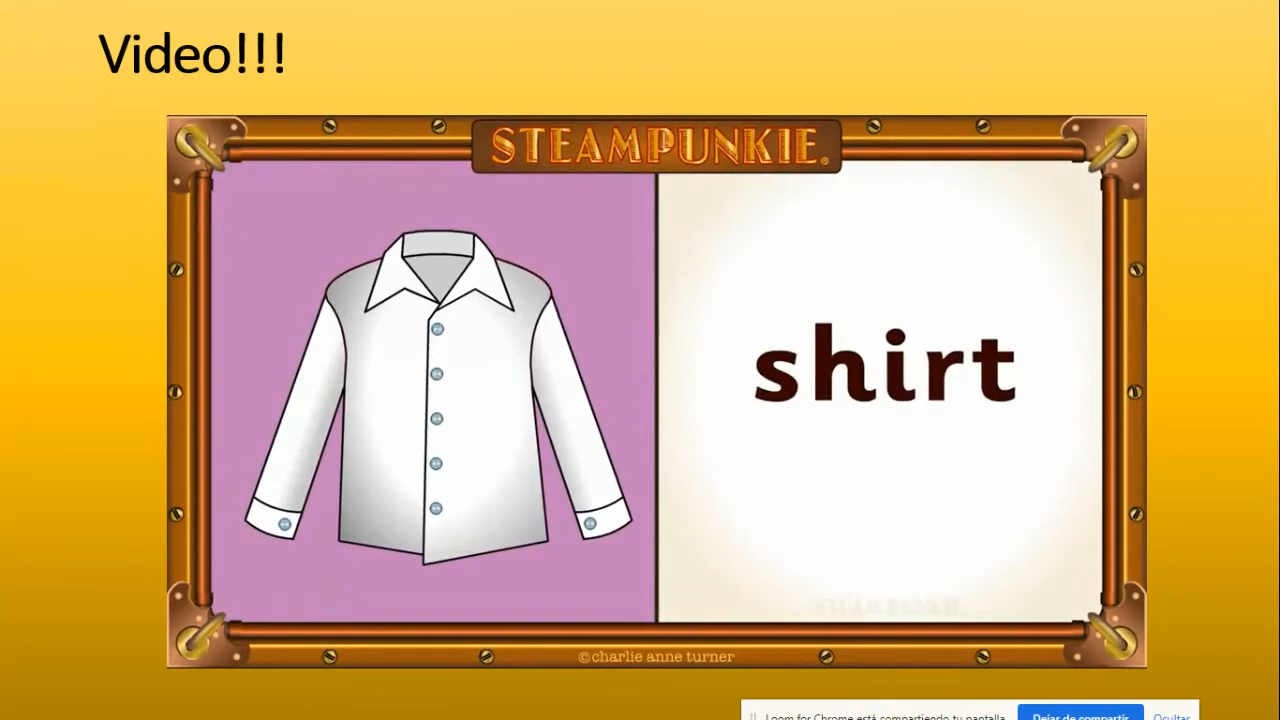 Video!!!
STEAMPUNKIE®
shirt
©charlie anne turner
Loom for Chrome está compartiendo tu pantalla.
Dejar de compartir
Ocultar